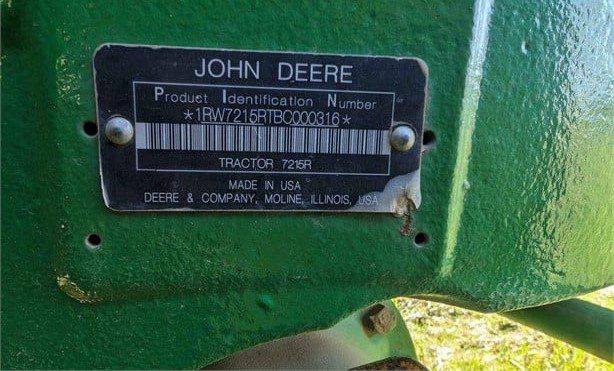 JOHN DEERE
Product Identification Number
*1RW7215RTBC000316*
TRACTOR 7215R
MADE IN USA
DEERE & COMPANY, MOLINE, ILLINOIS, USA